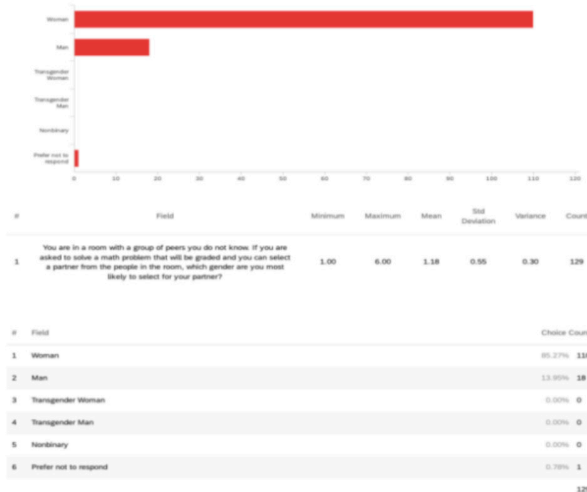 Woman
Man
Transgender
Woman
Transgender
Man
Nonbinary
Prefer not to
respond
0 10 20 30 40 50 60 70 80 90 100 110 120
# Field Minimum Maximum Mean Std Deviation Variance Count
1 You are in a room with a group of peers you do not know. If you are
asked to solve a math problem that will be graded and you can select
a partner from the people in the room, which gender are you most
likely to select for your partner?
1.00 6.00 1.18 0.55 0.30 129
# Field Choice Coun
1 Woman 85.27% 110
2 Man 13.95% 18
3 Transgender Woman 0.00% 0
4 Transgender Man 0.00% 0
5 Nonbinary 0.00% 0
6 Prefer not to respond 0.78% 1
129